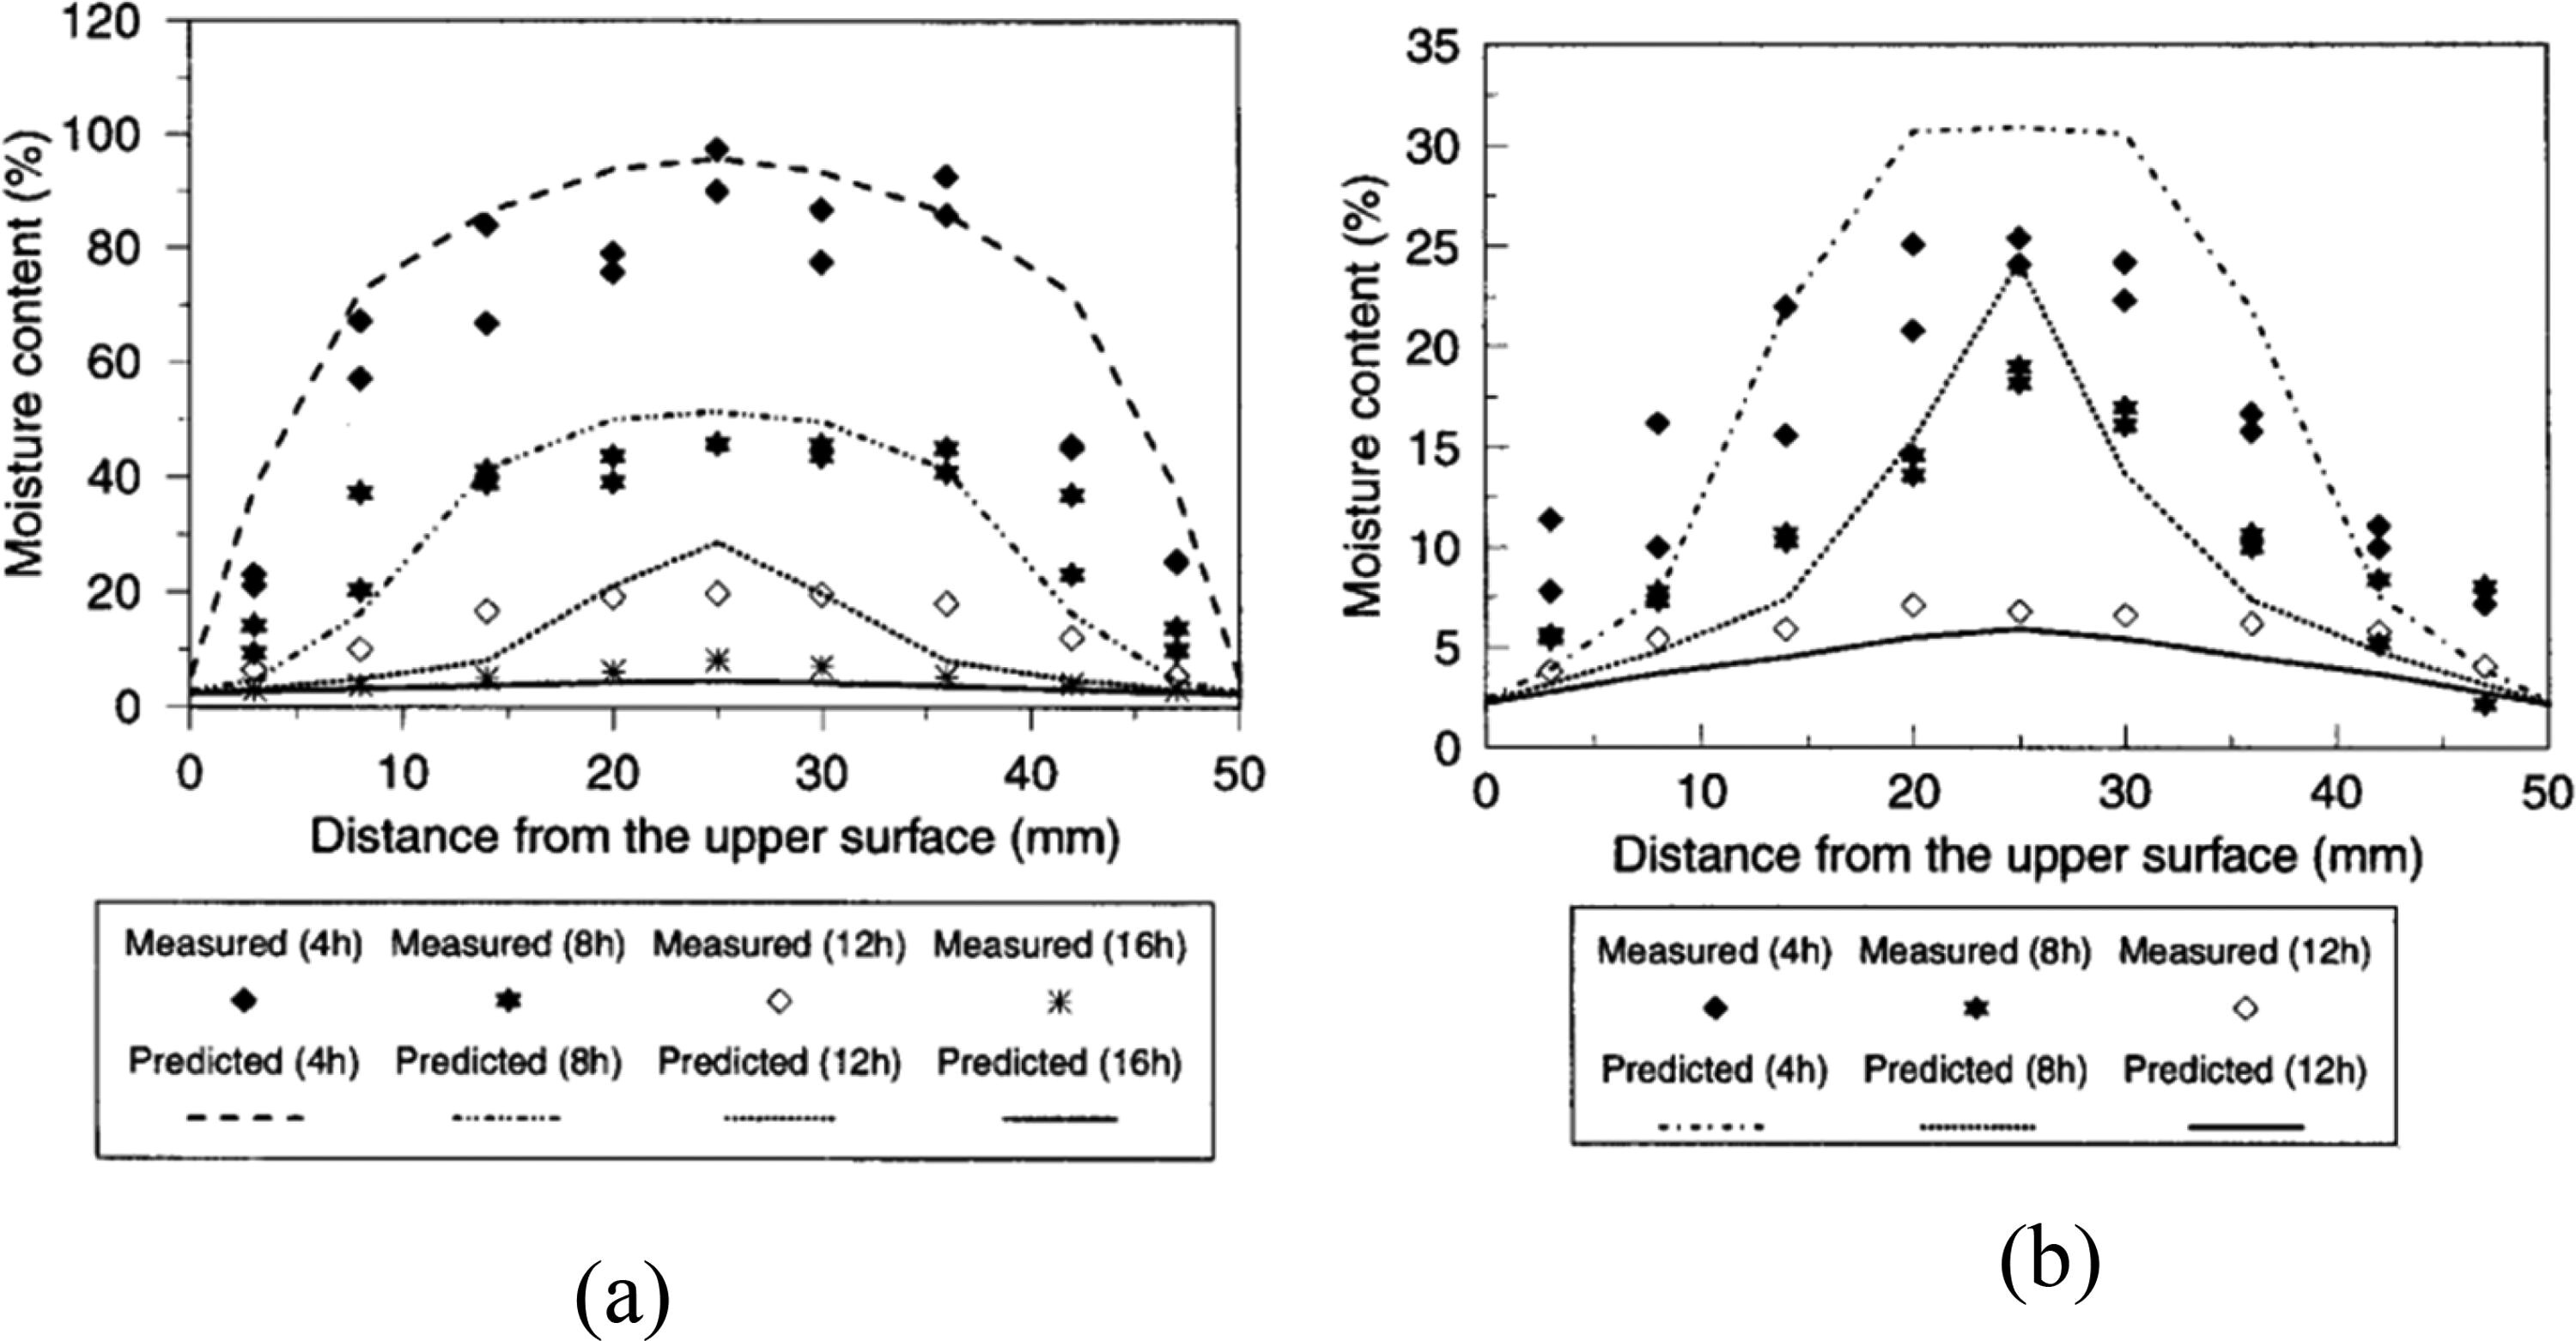 120
100
80
60
40
20
0
Moisture content (%)
0 10 20 30 40 50
Distance from the upper surface (mm)
Measured (4h) Measured (8h) Measured (12h) Measured (16h)
Predicted (4h) Predicted (8h) Predicted (12h) Predicted (16h)
(a)
35
30
25
20
15
10
5
0
Moisture content (%)
0 10 20 30 40 50
Distance from the upper surface (mm)
Measured (4h) Measured (8h) Measured (12h)
Predicted (4h) Predicted (8h) Predicted (12h)
(b)